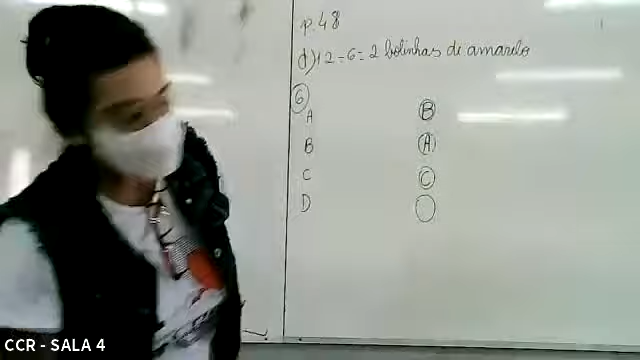 p.48
d) 12 - 6 = 2 bolinhas de amarelo
6
A B
B A
C C
D
CCR - SALA 4